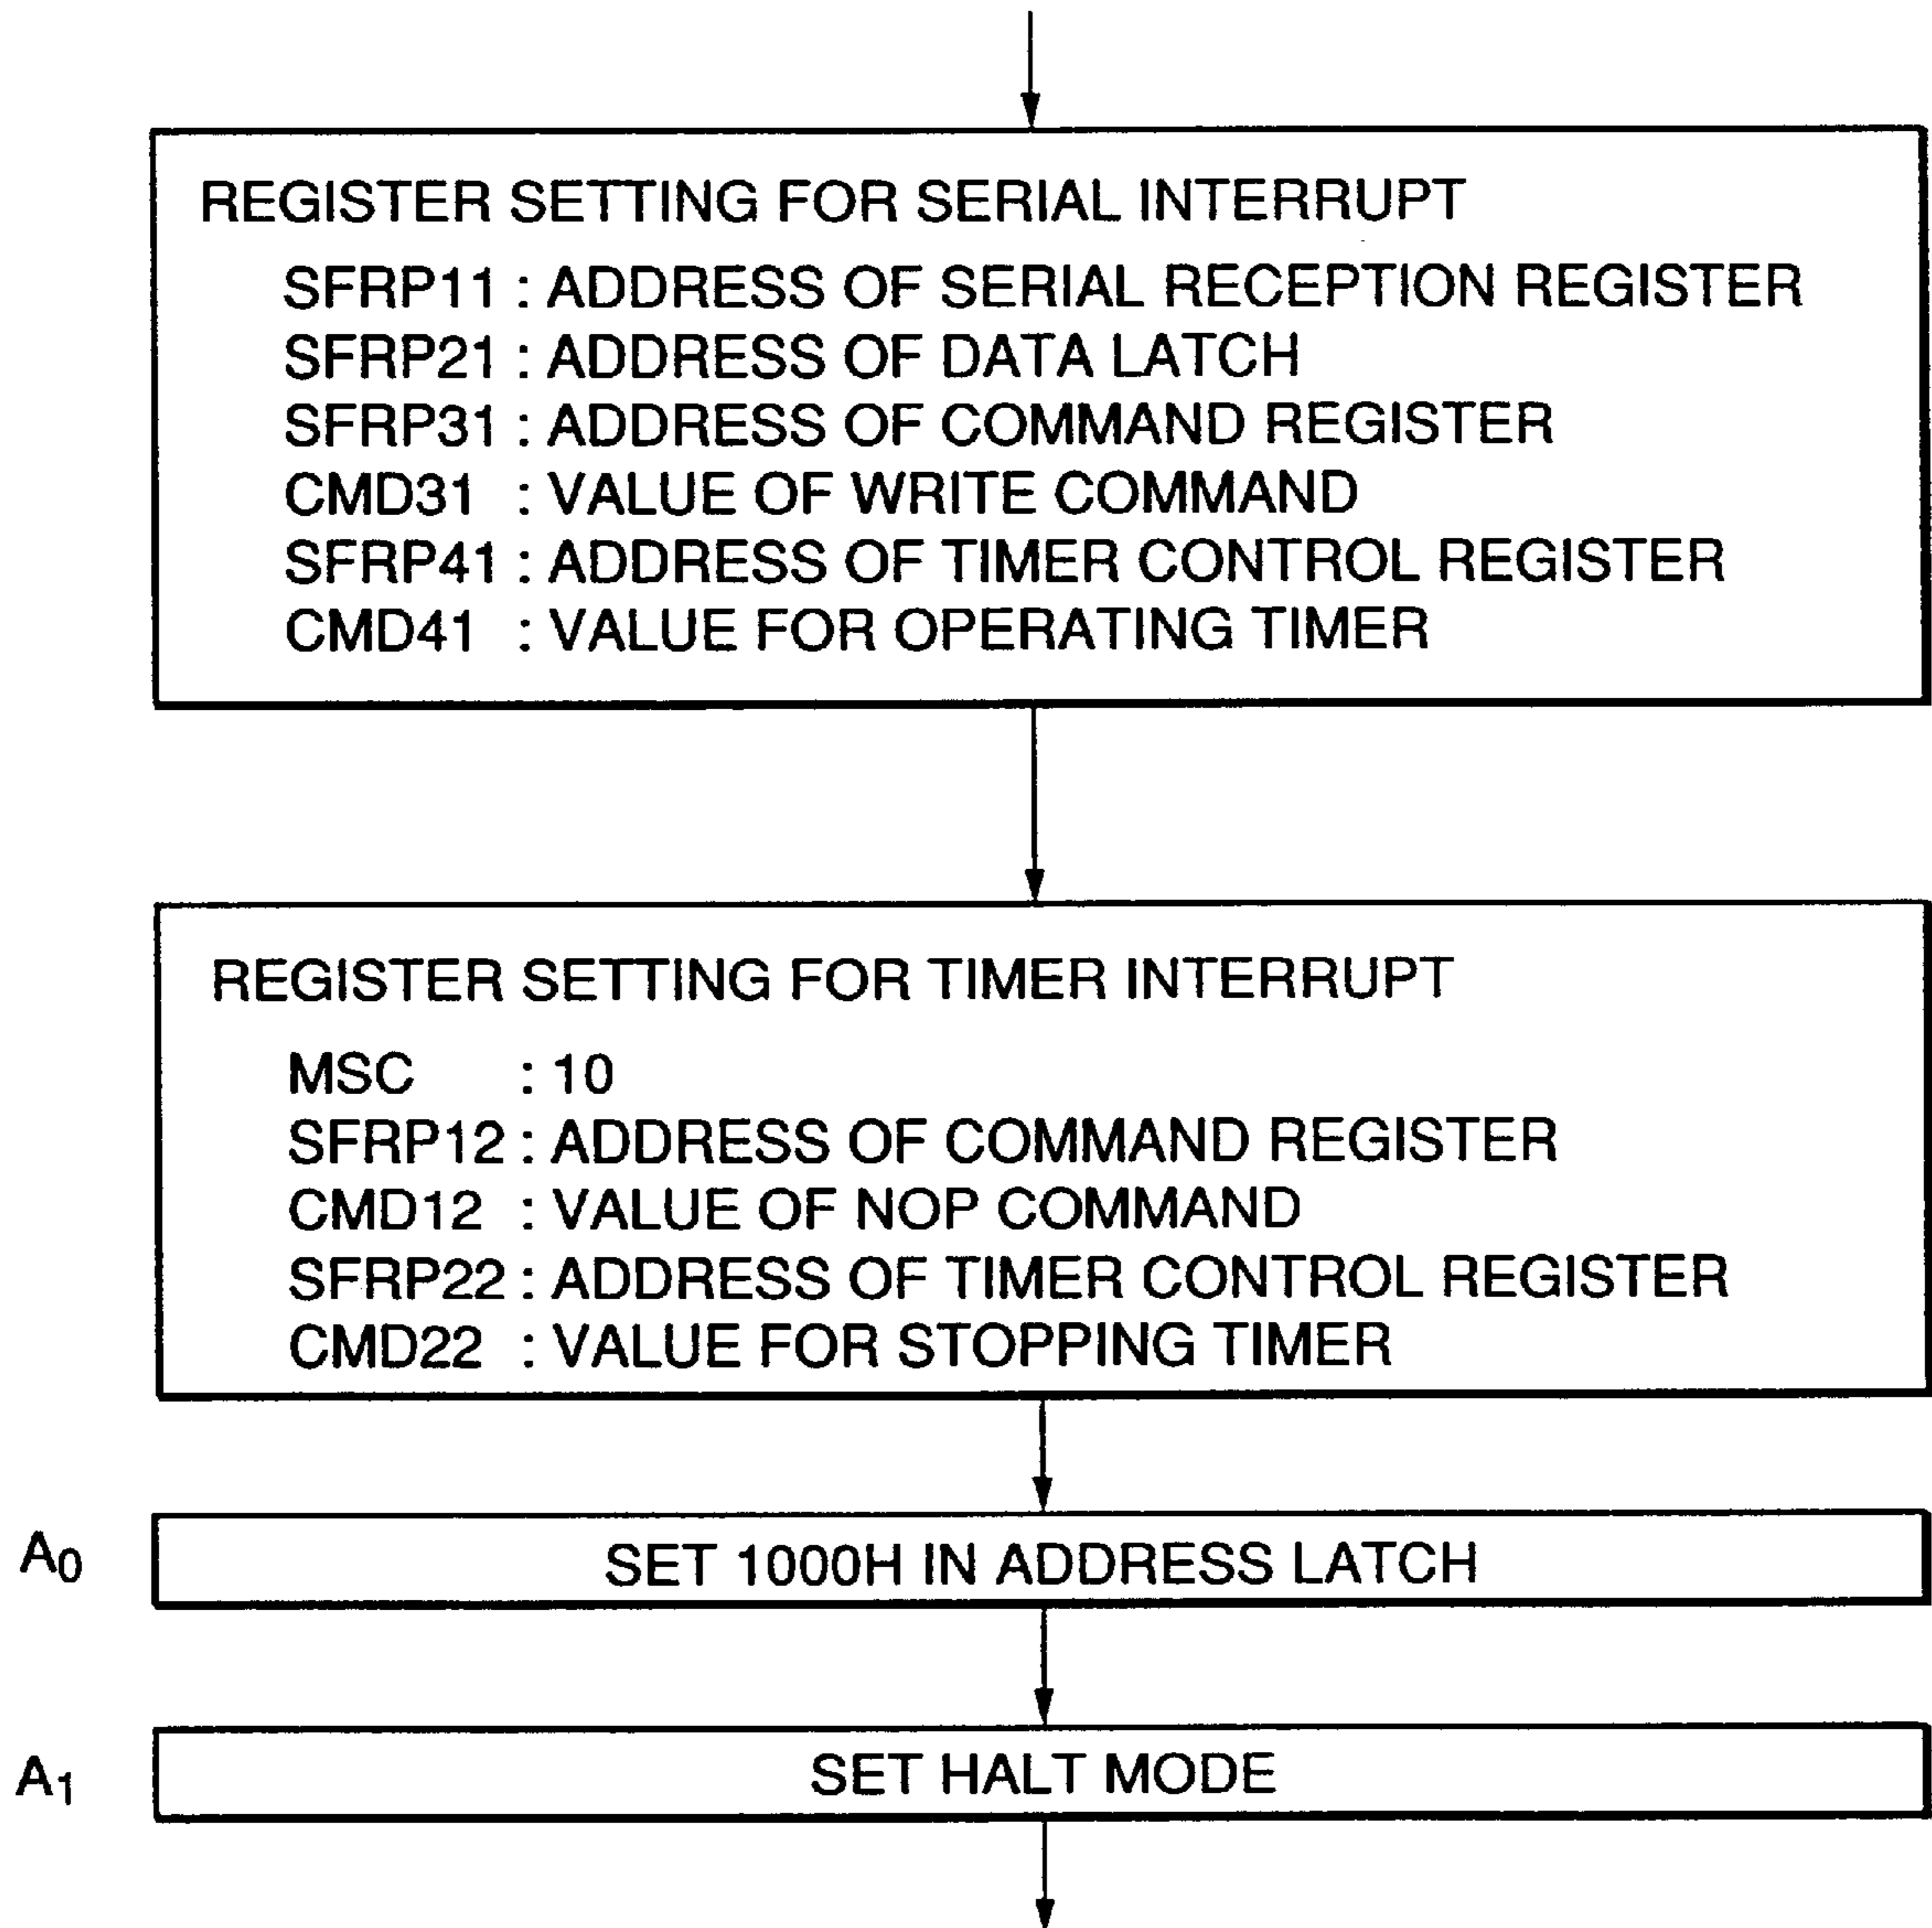 REGISTER SETTING FOR SERIAL INTERRUPT
SFRP11 : ADDRESS OF SERIAL RECEPTION REGISTER
SFRP21 : ADDRESS OF DATA LATCH
SFRP31 : ADDRESS OF COMMAND REGISTER
CMD31 : VALUE OF WRITE COMMAND
SFRP41 : ADDRESS OF TIMER CONTROL REGISTER
CMD41 : VALUE FOR OPERATING TIMER
REGISTER SETTING FOR TIMER INTERRUPT
MSC : 10
SFRP12 : ADDRESS OF COMMAND REGISTER
CMD12 : VALUE OF NOP COMMAND
SFRP22 : ADDRESS OF TIMER CONTROL REGISTER
CMD22 : VALUE FOR STOPPING TIMER
A0 SET 1000H IN ADDRESS LATCH
A1 SET HALT MODE